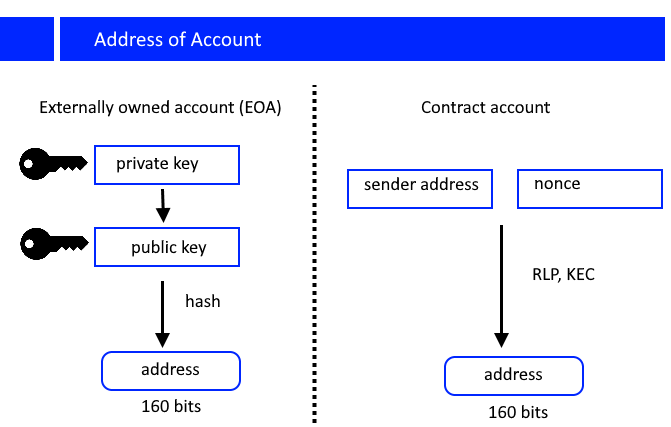 Address of Account
Externally owned account (EOA)
private key
public key
hash
address
160 bits
Contract account
sender address
nonce
RLP, KEC
address
160 bits